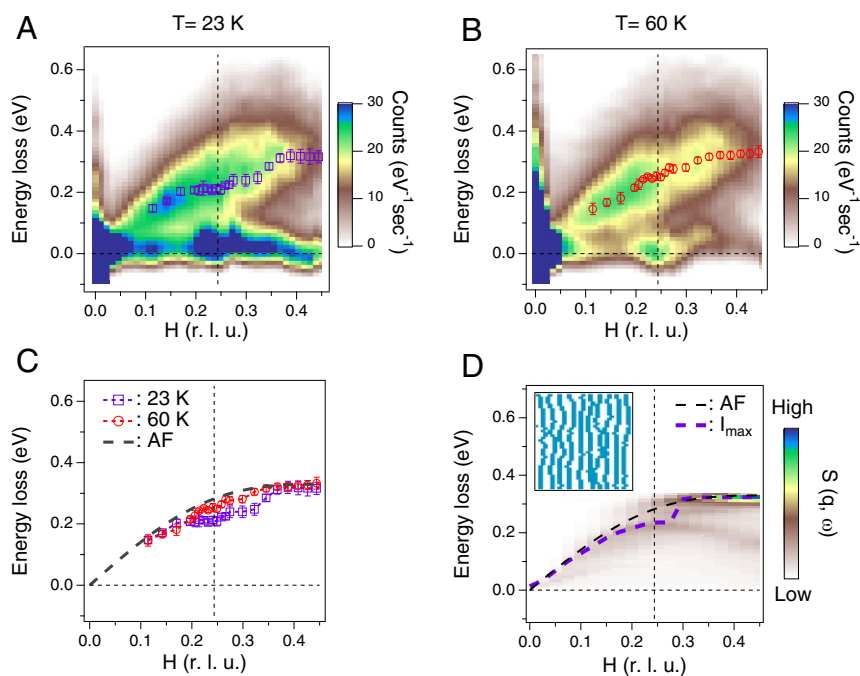 A
T= 23 K
B
T= 60 K
Energy loss (eV)
0.6
0.4
0.2
0.0
0.0 0.1 0.2 0.3 0.4
H (r. l. u.)
30
20
10
0
Counts (eV⁻¹sec⁻¹)
Energy loss (eV)
0.6
0.4
0.2
0.0
0.0 0.1 0.2 0.3 0.4
H (r. l. u.)
30
20
10
0
Counts (eV⁻¹sec⁻¹)
C
: 23 K
: 60 K
: AF
Energy loss (eV)
0.6
0.4
0.2
0.0
0.0 0.1 0.2 0.3 0.4
H (r. l. u.)
D
: AF
: Imax
Energy loss (eV)
0.6
0.4
0.2
0.0
0.0 0.1 0.2 0.3 0.4
H (r. l. u.)
High
S (q, ω)
Low